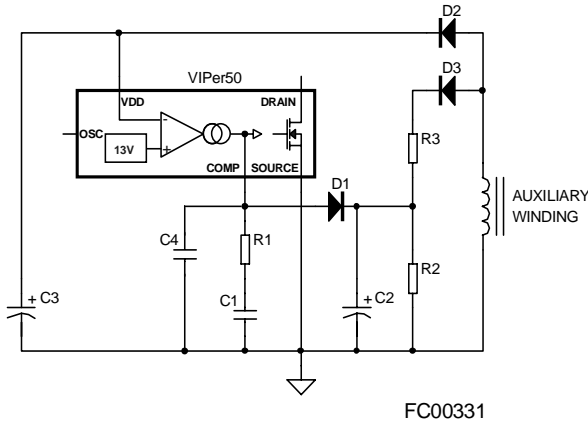 D2
VIPer50
D3
VDD
DRAIN
-
OSC
13V
+
COMP
SOURCE
R3
D1
AUXILIARY
WINDING
C4
R1
R2
C3
+
C1
+
C2
FC00331